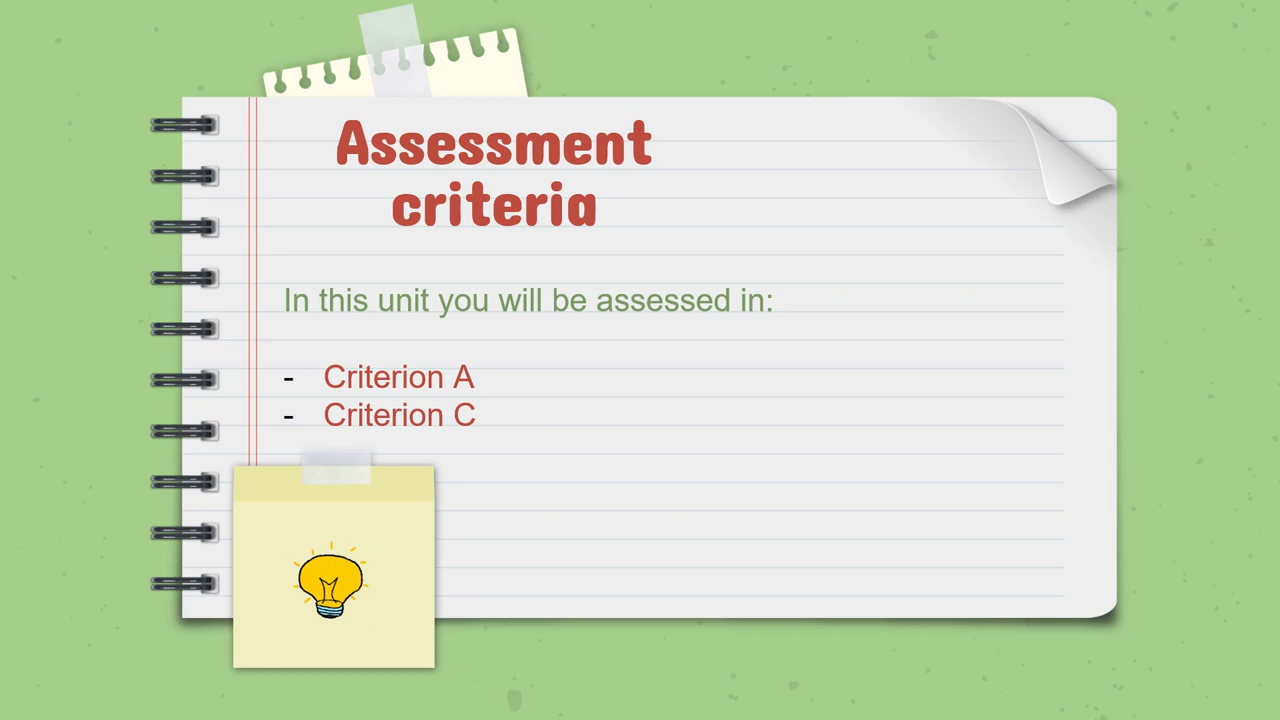 Assessment
criteria
In this unit you will be assessed in:
- Criterion A
- Criterion C